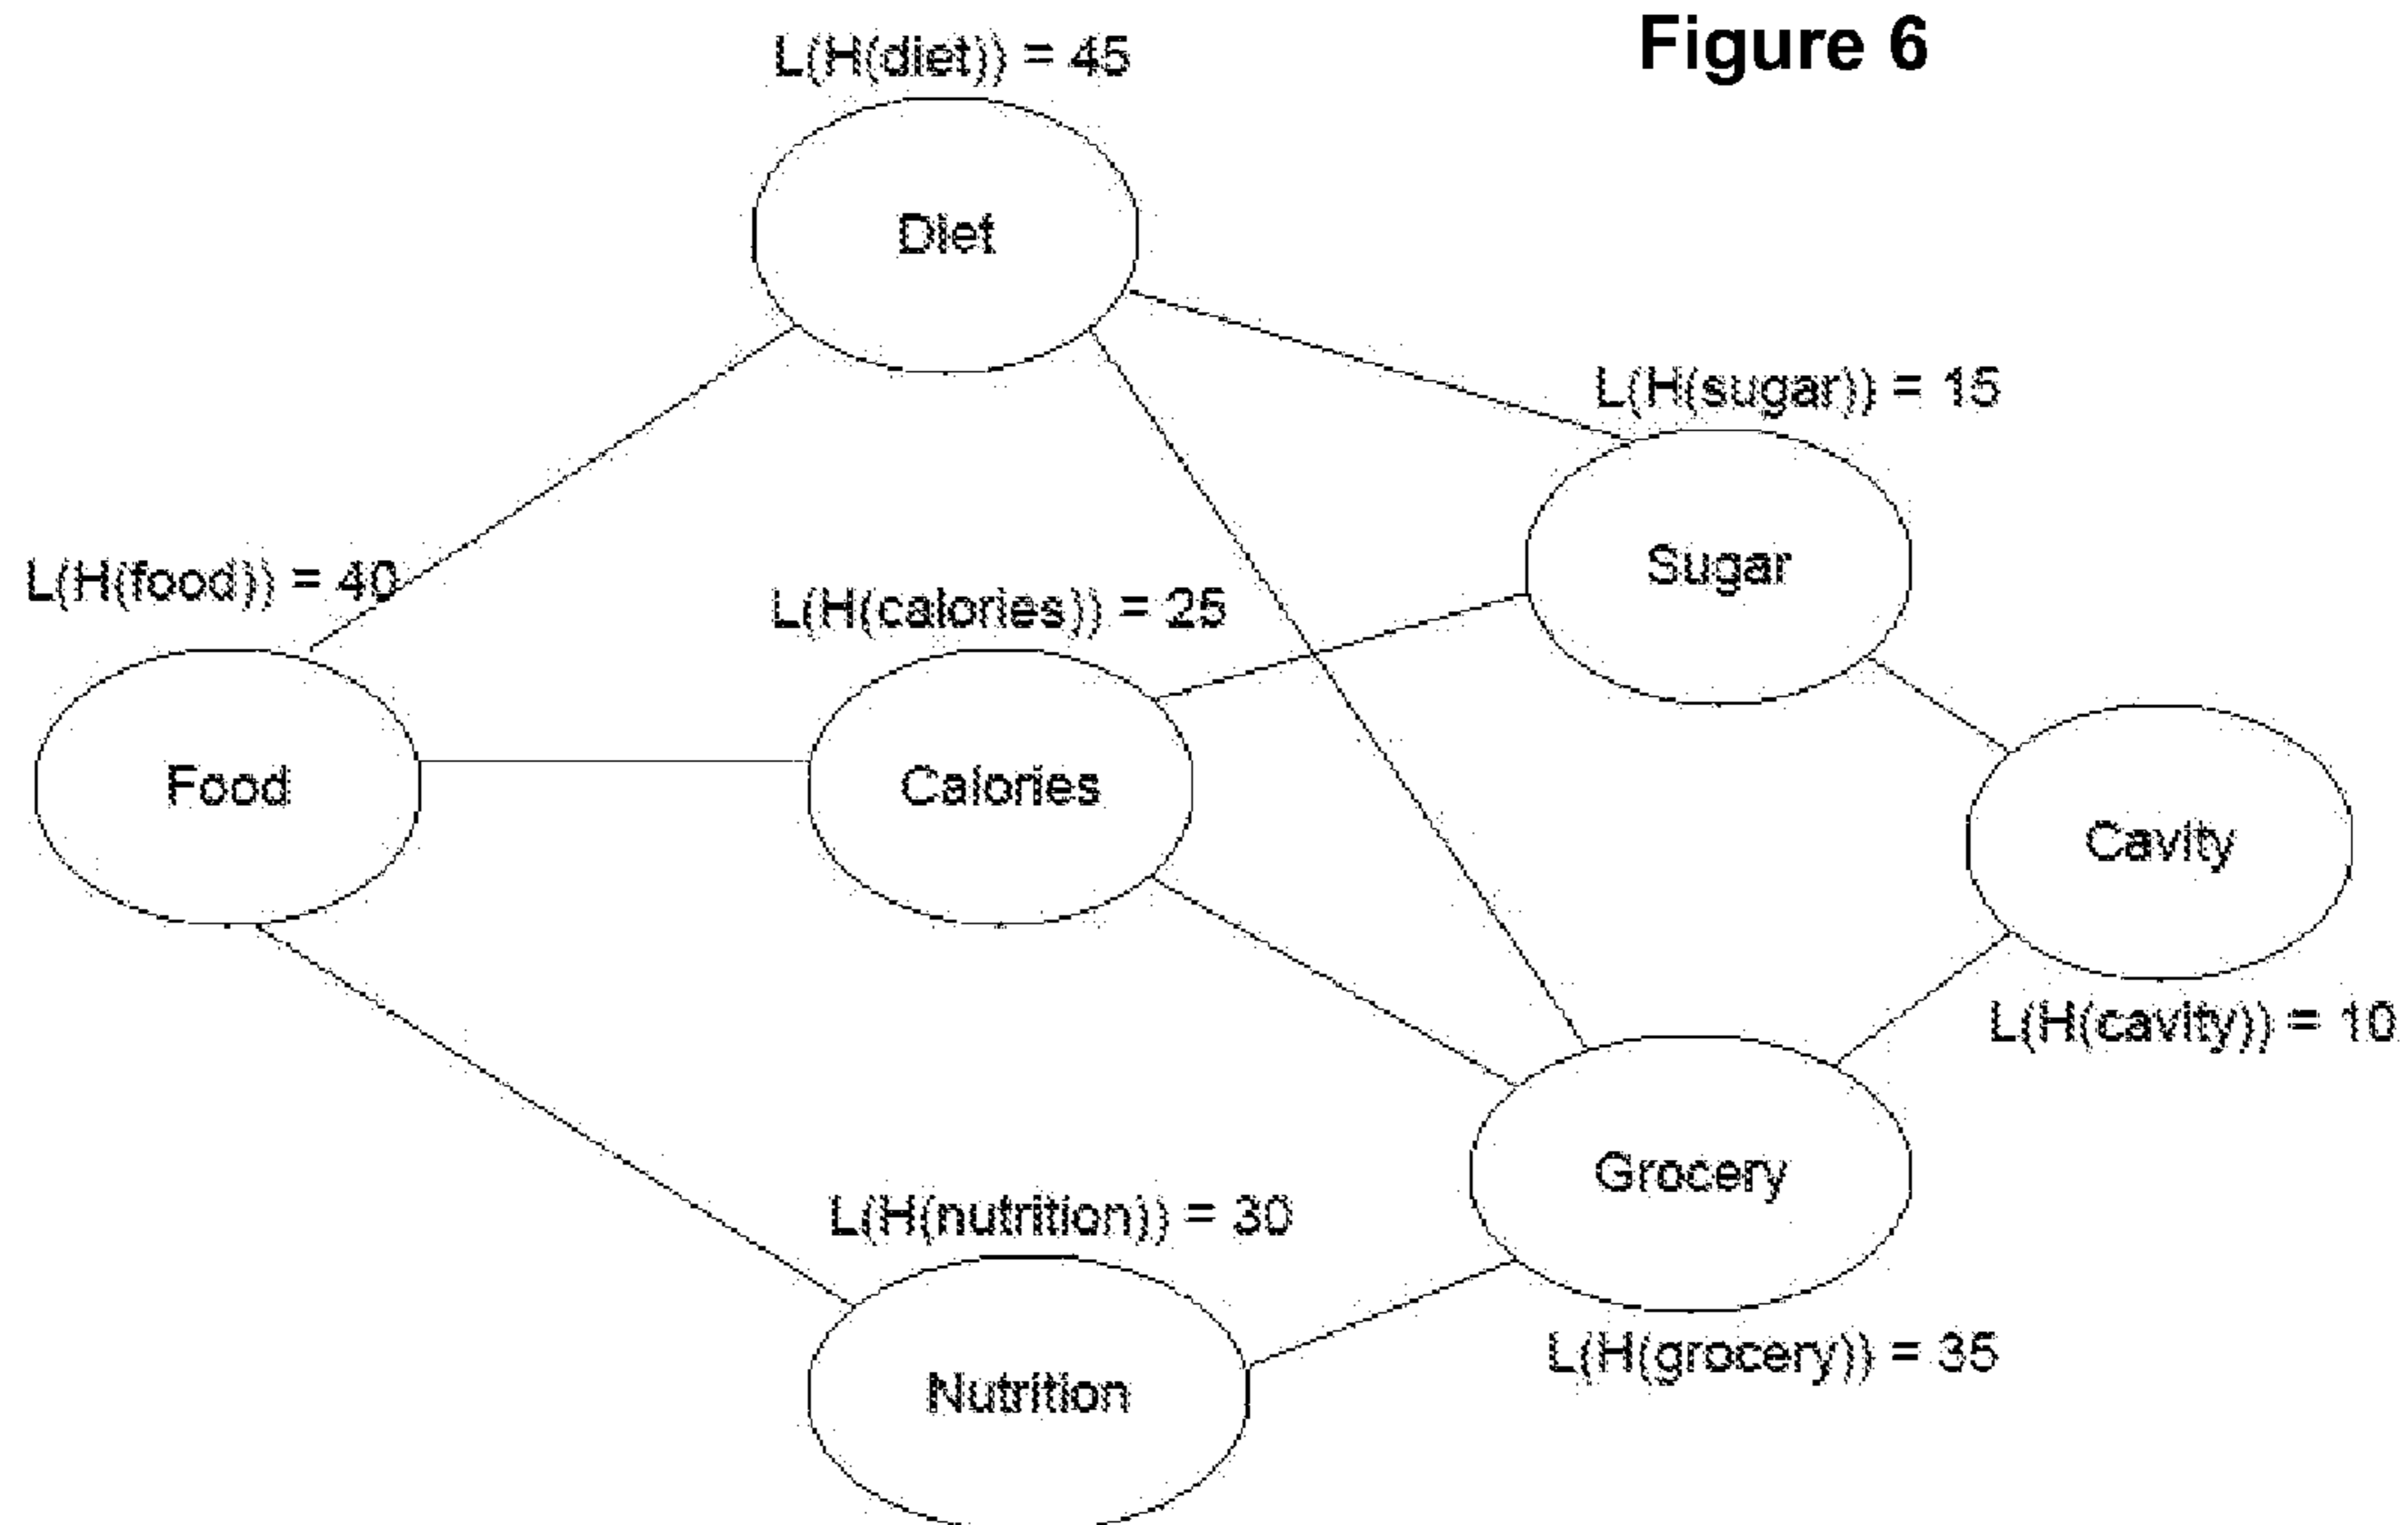 Figure 6
L(H(diet)) = 45
Diet
L(H(sugar)) = 15
Sugar
L(H(food)) = 40
L(H(calories)) = 25
Food
Calories
Cavity
L(H(cavity)) = 10
Grocery
L(H(nutrition)) = 30
L(H(grocery)) = 35
Nutrition